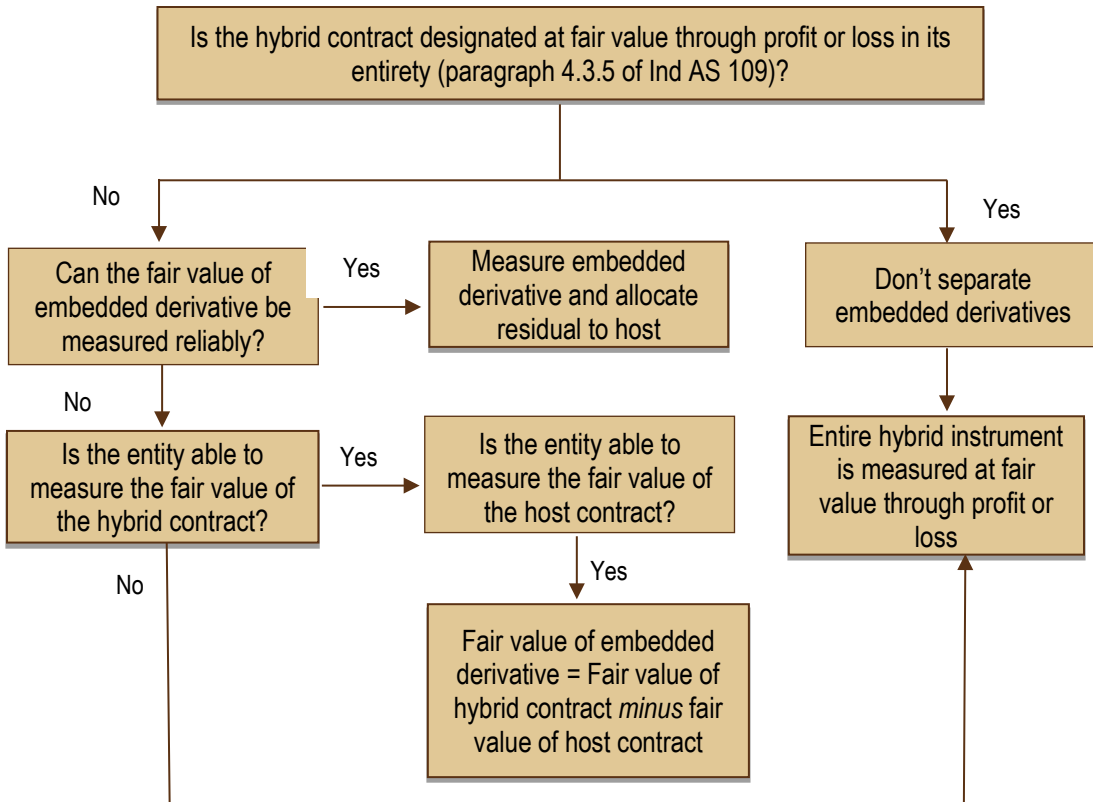 Is the hybrid contract designated at fair value through profit or loss in its
entirety (paragraph 4.3.5 of Ind AS 109)?
No
Yes
Can the fair value of
embedded derivative be
measured reliably?
Yes
Measure embedded
derivative and allocate
residual to host
Don’t separate
embedded derivatives
No
Is the entity able to
measure the fair value of
the hybrid contract?
Yes
Is the entity able to
measure the fair value of
the host contract?
Entire hybrid instrument
is measured at fair
value through profit or
loss
No
Yes
Fair value of embedded
derivative = Fair value of
hybrid contract minus fair
value of host contract